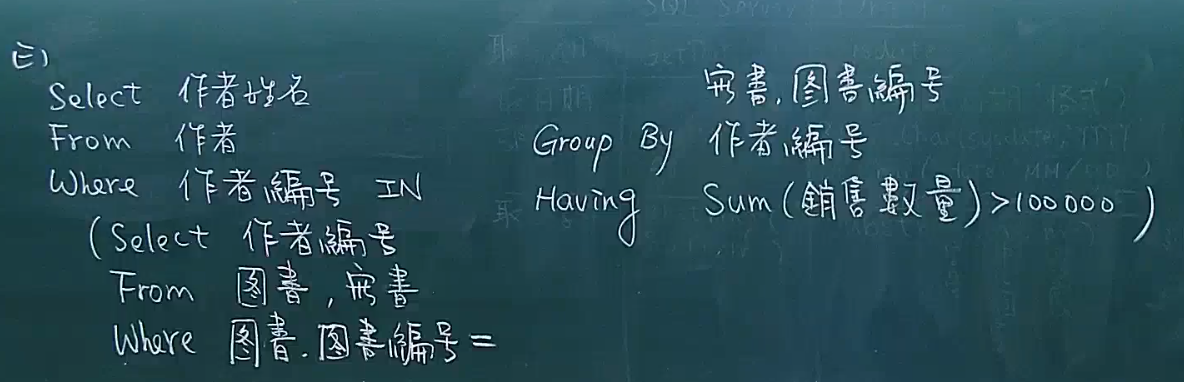 三)
Select 作者姓名
From 作者
Where 作者編号 IN
(Select 作者編号
From 图書, 書
Where 图書.图書編号=
書.图書編号
Group By 作者編号
Having Sum(銷售數量)>100000 )